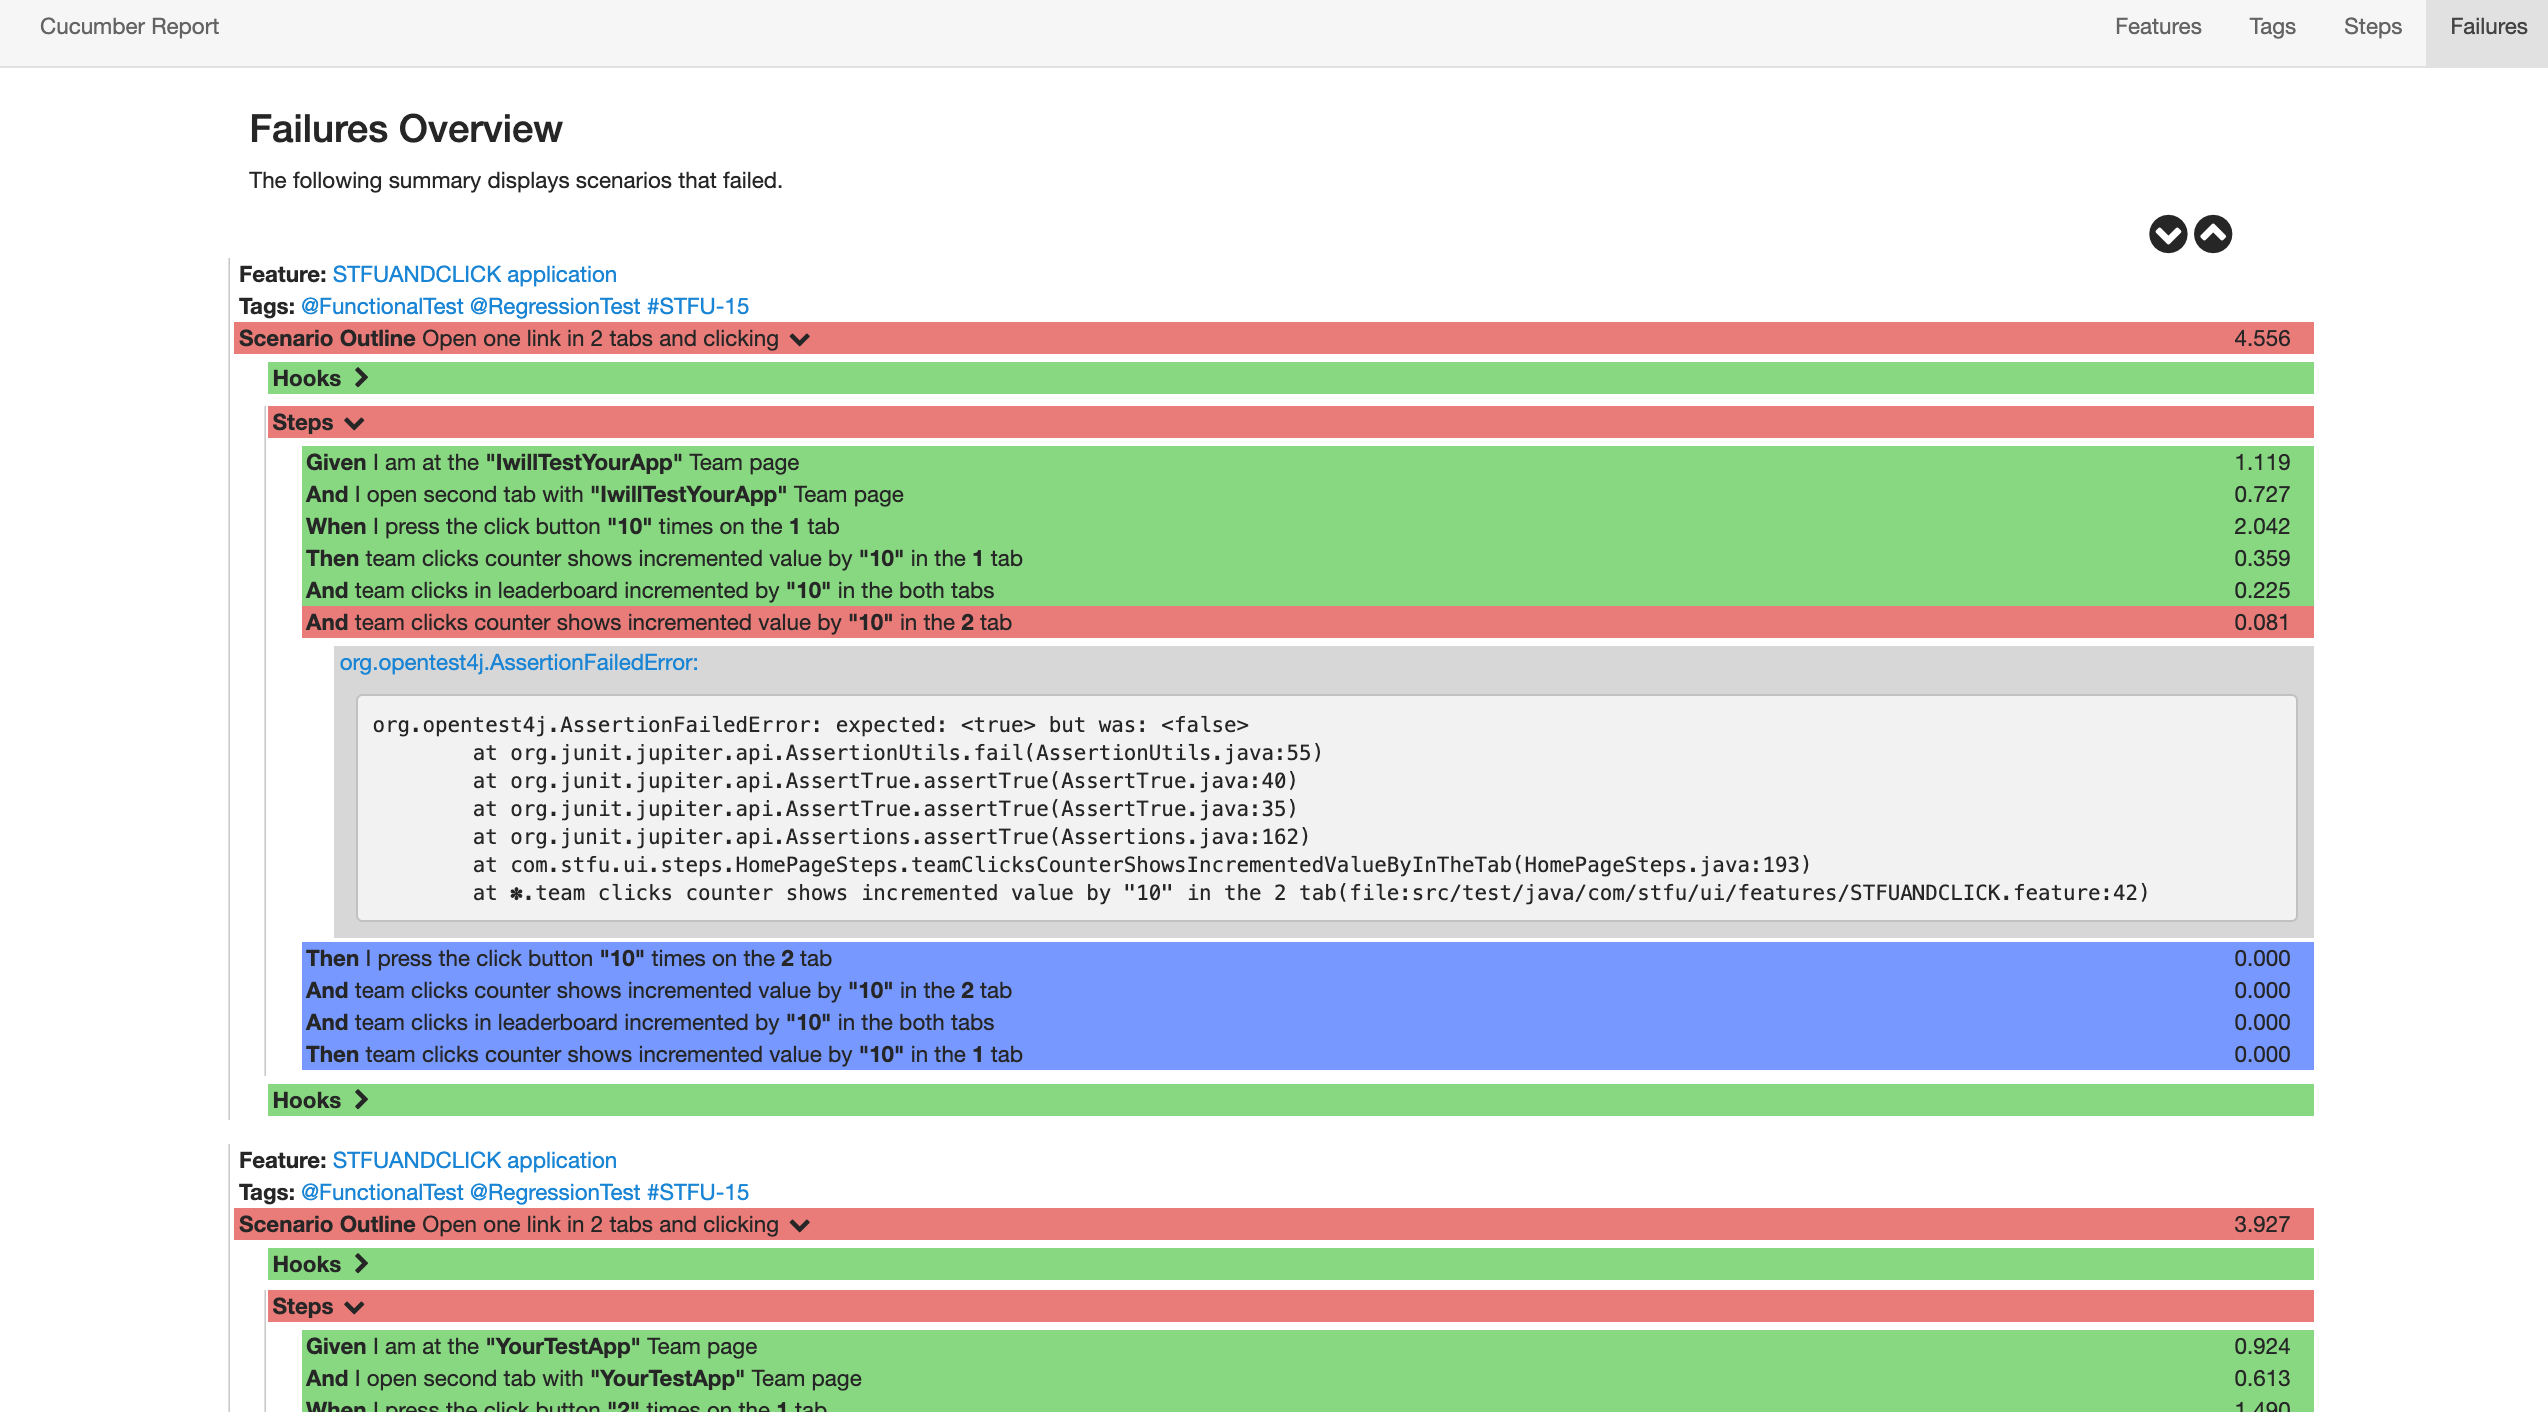 Cucumber Report Features Tags Steps Failures
Failures Overview
The following summary displays scenarios that failed.
Feature: STFUANDCLICK application
Tags: @FunctionalTest @RegressionTest #STFU-15
Scenario Outline Open one link in 2 tabs and clicking 4.556
Hooks
Steps
Given I am at the "IwillTestYourApp" Team page 1.119
And I open second tab with "IwillTestYourApp" Team page 0.727
When I press the click button "10" times on the 1 tab 2.042
Then team clicks counter shows incremented value by "10" in the 1 tab 0.359
And team clicks in leaderboard incremented by "10" in the both tabs 0.225
And team clicks counter shows incremented value by "10" in the 2 tab 0.081
org.opentest4j.AssertionFailedError:
org.opentest4j.AssertionFailedError: expected: <true> but was: <false>
at org.junit.jupiter.api.AssertionUtils.fail(AssertionUtils.java:55)
at org.junit.jupiter.api.AssertTrue.assertTrue(AssertTrue.java:40)
at org.junit.jupiter.api.AssertTrue.assertTrue(AssertTrue.java:35)
at org.junit.jupiter.api.Assertions.assertTrue(Assertions.java:162)
at com.stfu.ui.steps.HomePageSteps.teamClicksCounterShowsIncrementedValueByInTheTab(HomePageSteps.java:193)
at ✽.team clicks counter shows incremented value by "10" in the 2 tab(file:src/test/java/com/stfu/ui/features/STFUANDCLICK.feature:42)
Then I press the click button "10" times on the 2 tab 0.000
And team clicks counter shows incremented value by "10" in the 2 tab 0.000
And team clicks in leaderboard incremented by "10" in the both tabs 0.000
Then team clicks counter shows incremented value by "10" in the 1 tab 0.000
Hooks
Feature: STFUANDCLICK application
Tags: @FunctionalTest @RegressionTest #STFU-15
Scenario Outline Open one link in 2 tabs and clicking 3.927
Hooks
Steps
Given I am at the "YourTestApp" Team page 0.924
And I open second tab with "YourTestApp" Team page 0.613
When I press the click button "2" times on the 1 tab 1.490